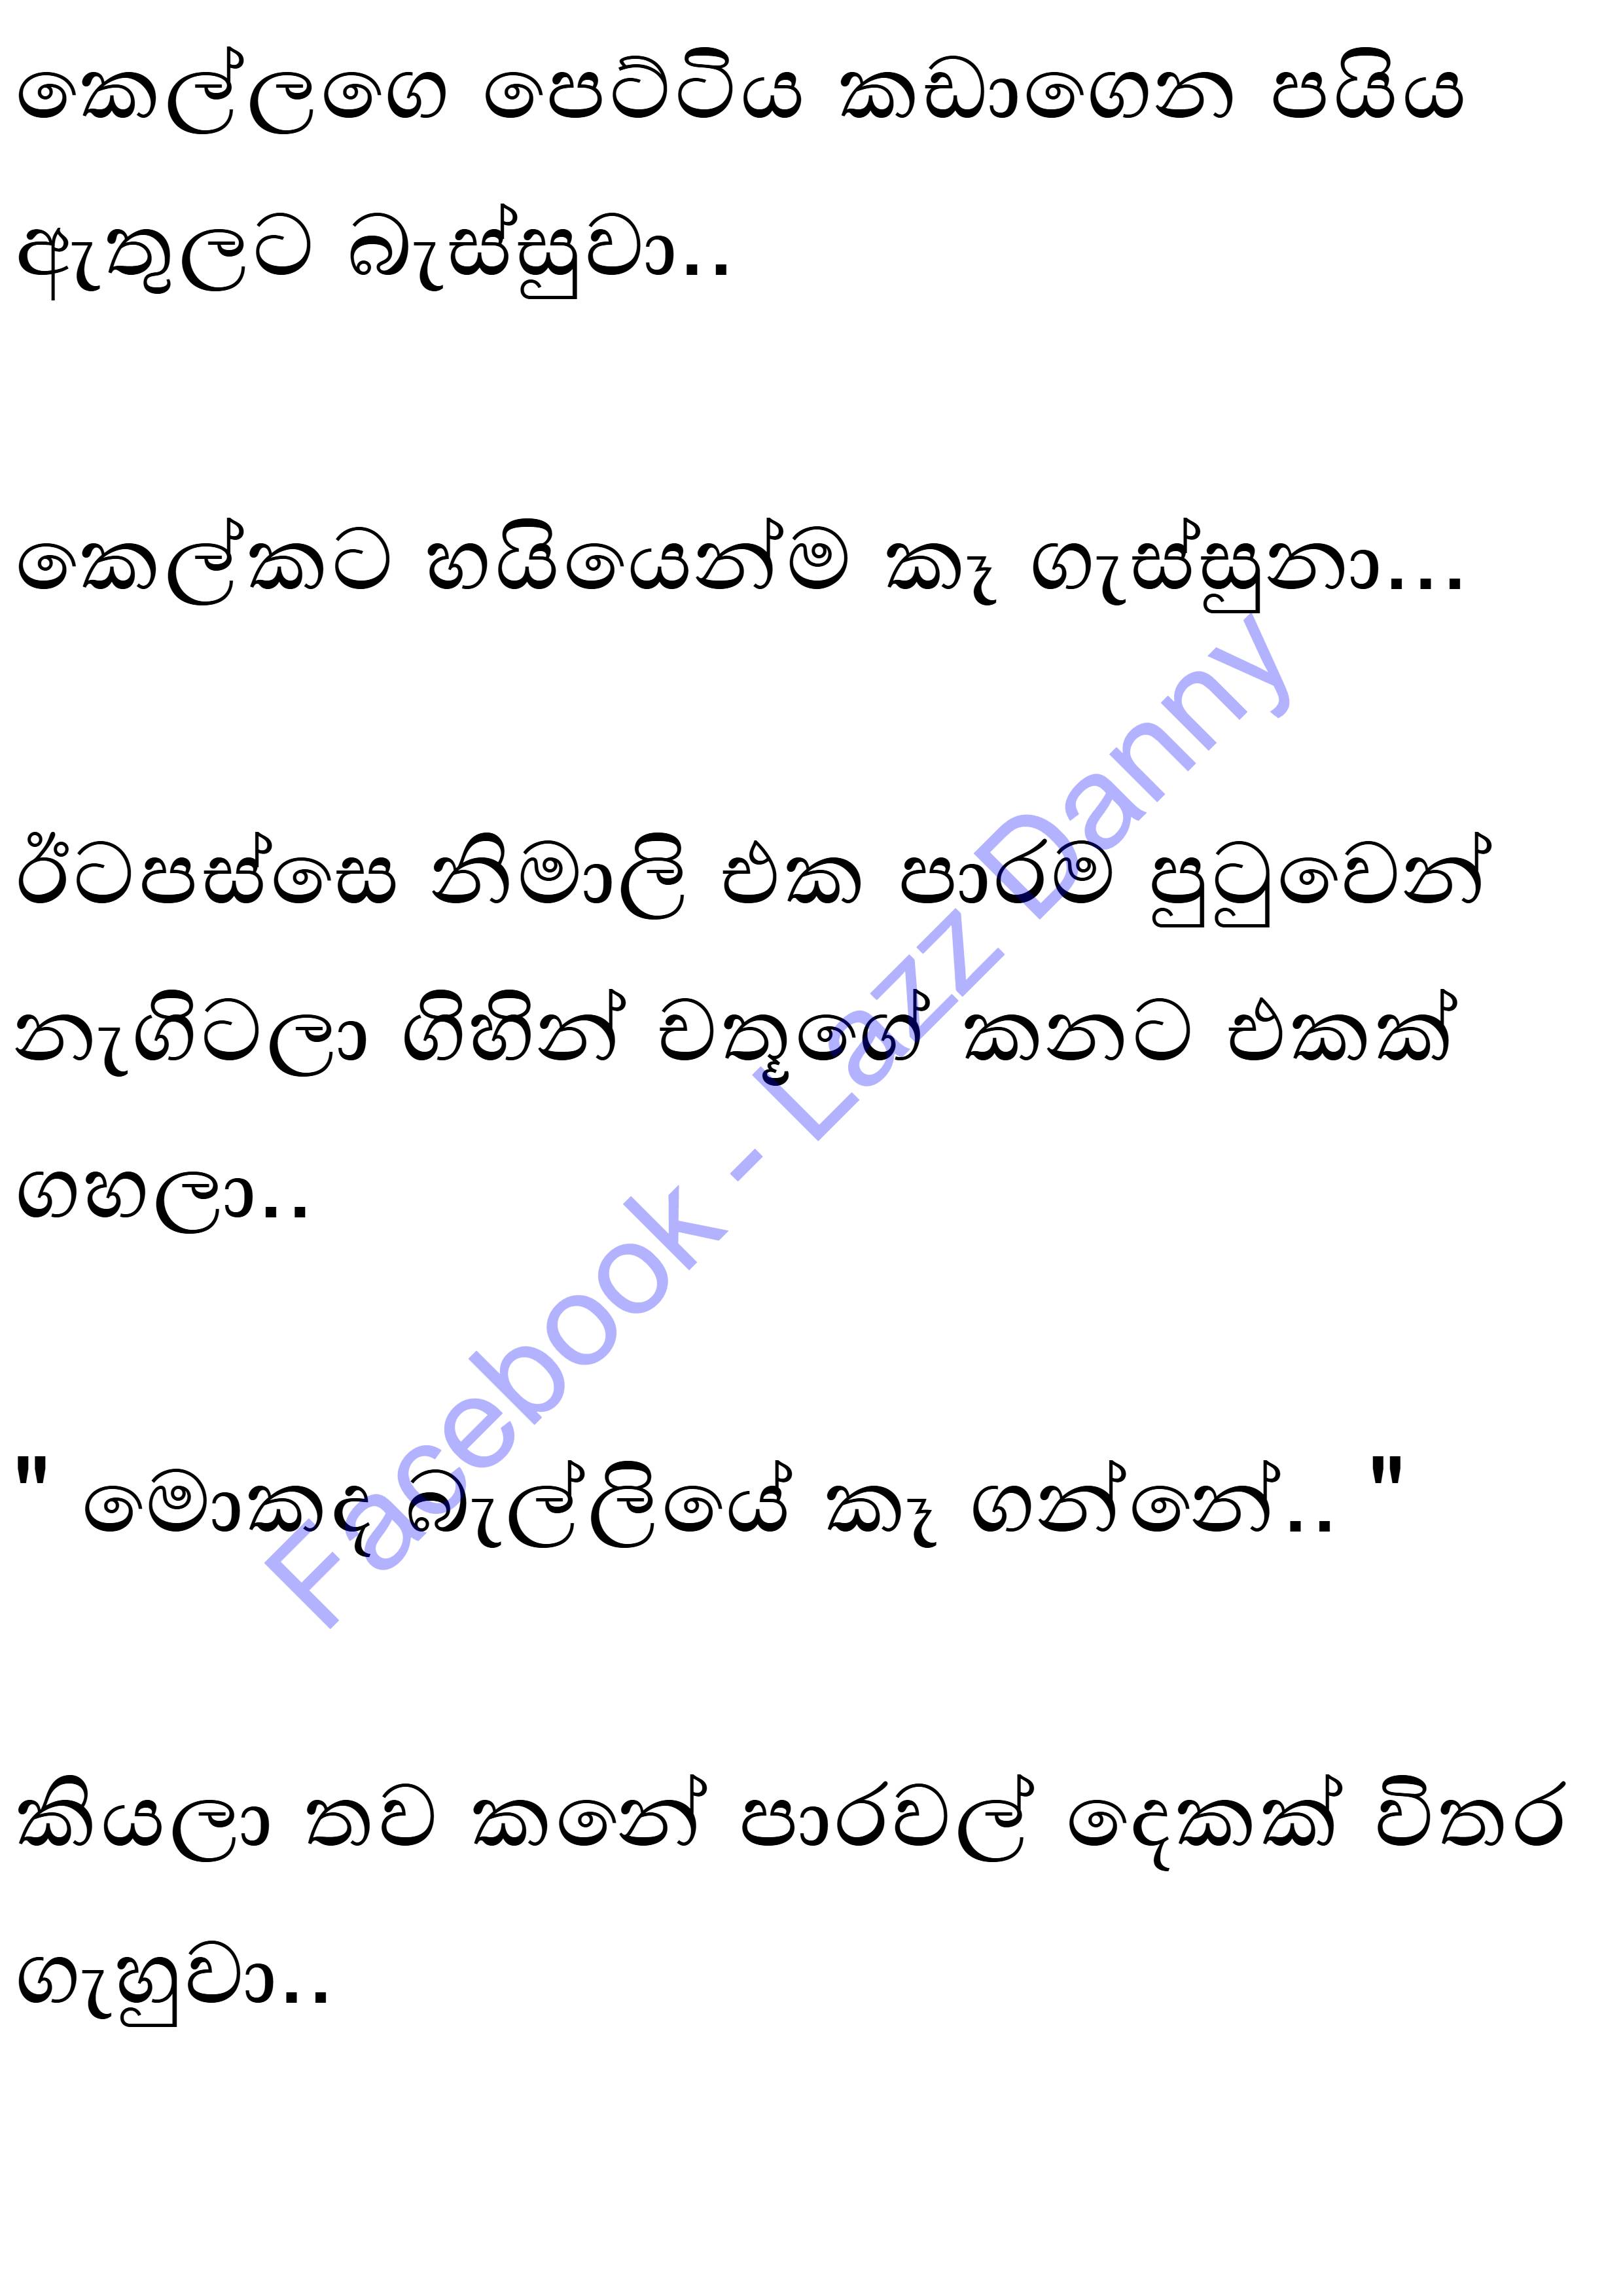 කෙල්ලගෙ පෙට්ටිය කඩාගෙන පයිය
ඇතුලට බැස්සුවා..
කෙල්කට හයියෙන්ම කෑ ගැස්සුනා...
ඊටපස්සෙ නිමාලි එක පාරම පුටුවෙන්
නැගිටලා ගිහින් චතූගේ කනට එකක්
ගහලා..
" මොකද බැල්ලියේ කෑ ගන්නේ.. "
කියලා තව කනේ පාරවල් දෙකක් විතර
ගැහුවා..
Facebook - Lazz Danny